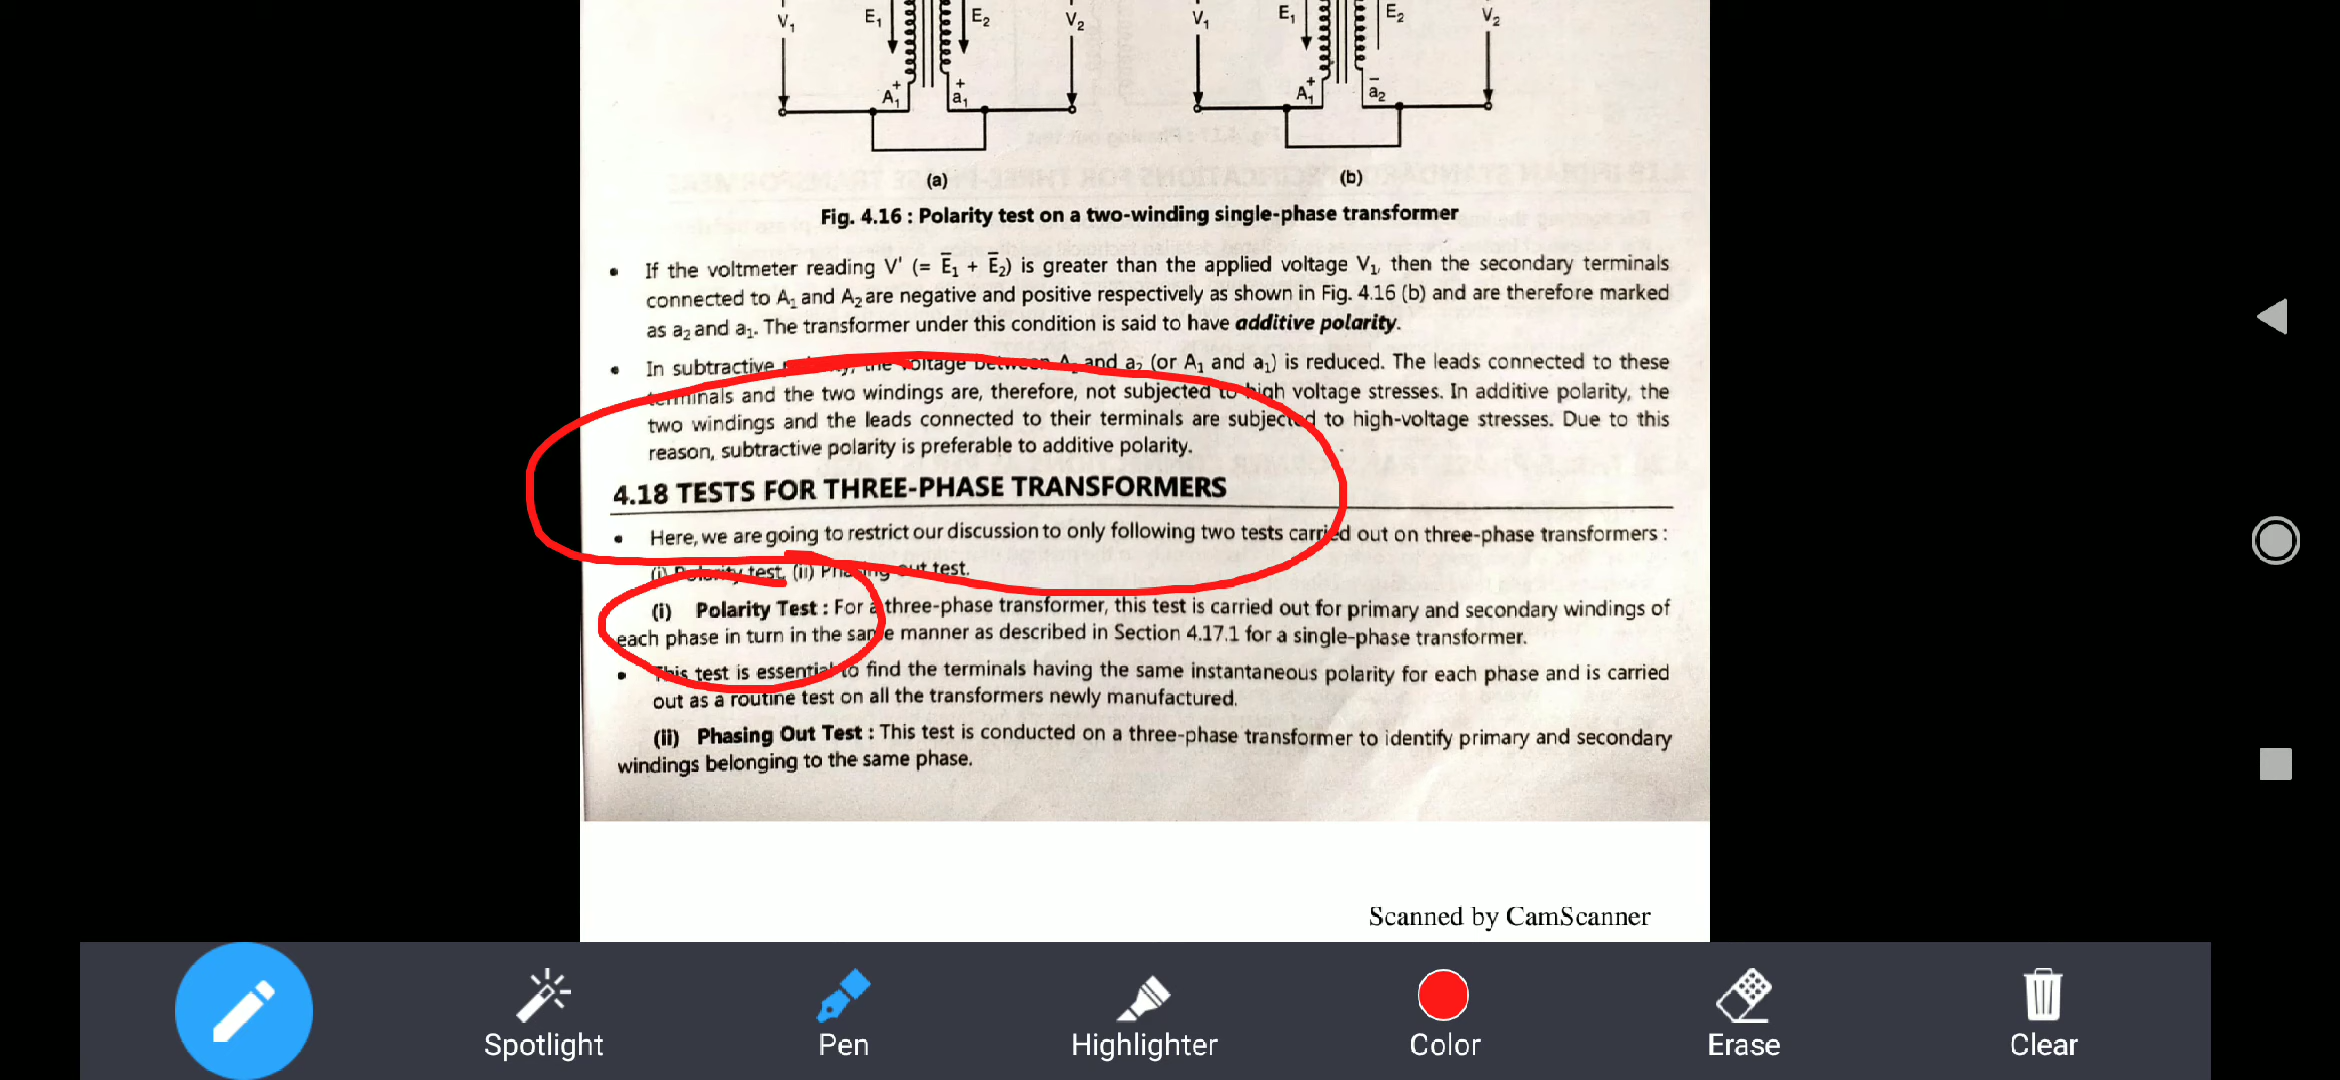 V₁ E₁ E₂ V₂ V₁ E₁ E₂ V₂
+ + + −
A₁ a₁ A₁ a₂
(a) (b)
Fig. 4.16 : Polarity test on a two-winding single-phase transformer
• If the voltmeter reading V' (= E̅₁ + E̅₂) is greater than the applied voltage V₁, then the secondary terminals
connected to A₁ and A₂ are negative and positive respectively as shown in Fig. 4.16 (b) and are therefore marked
as a₂ and a₁. The transformer under this condition is said to have additive polarity.
• In subtractive the voltage between A₂ and a₂ (or A₁ and a₁) is reduced. The leads connected to these
terminals and the two windings are, therefore, not subjected to high voltage stresses. In additive polarity, the
two windings and the leads connected to their terminals are subjected to high-voltage stresses. Due to this
reason, subtractive polarity is preferable to additive polarity.
4.18 TESTS FOR THREE-PHASE TRANSFORMERS
• Here, we are going to restrict our discussion to only following two tests carried out on three-phase transformers :
(i) Polarity test, (ii) Phasing out test.
(i) Polarity Test : For a three-phase transformer, this test is carried out for primary and secondary windings of
each phase in turn in the same manner as described in Section 4.17.1 for a single-phase transformer.
• This test is essential to find the terminals having the same instantaneous polarity for each phase and is carried
out as a routine test on all the transformers newly manufactured.
(ii) Phasing Out Test : This test is conducted on a three-phase transformer to identify primary and secondary
windings belonging to the same phase.
Scanned by CamScanner
Spotlight Pen Highlighter Color Erase Clear